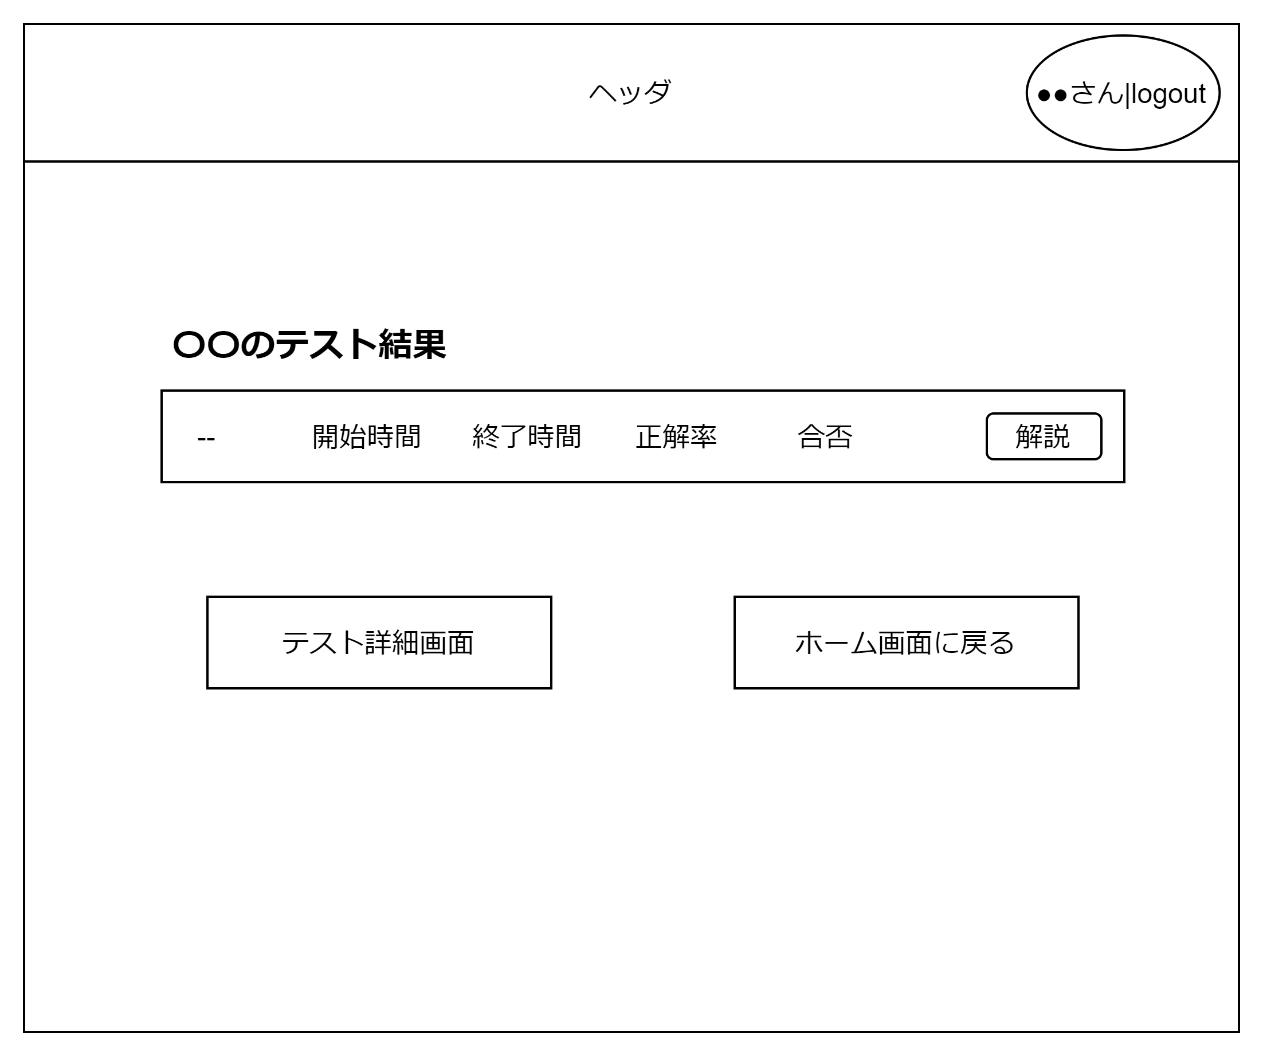 ヘッダ
●●さん|logout
〇〇のテスト結果
-- 開始時間 終了時間 正解率 合否 解説
テスト詳細画面 ホーム画面に戻る